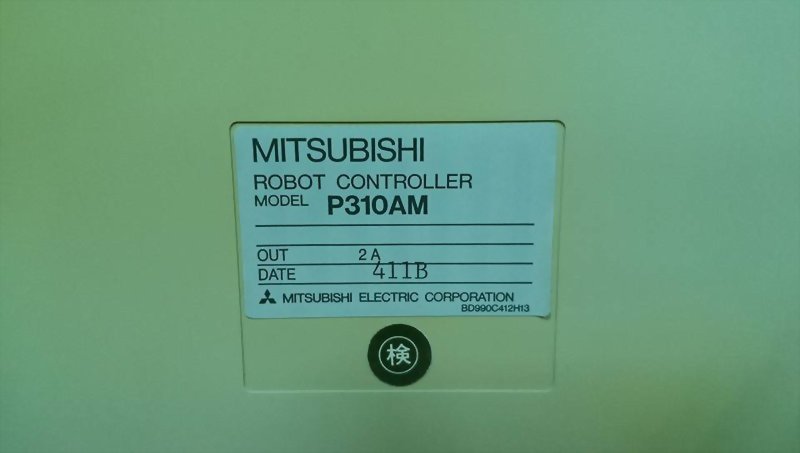 MITSUBISHI
ROBOT CONTROLLER
MODEL P310AM
OUT 2A
DATE 411B
MITSUBISHI ELECTRIC CORPORATION
BD990C412H13
検